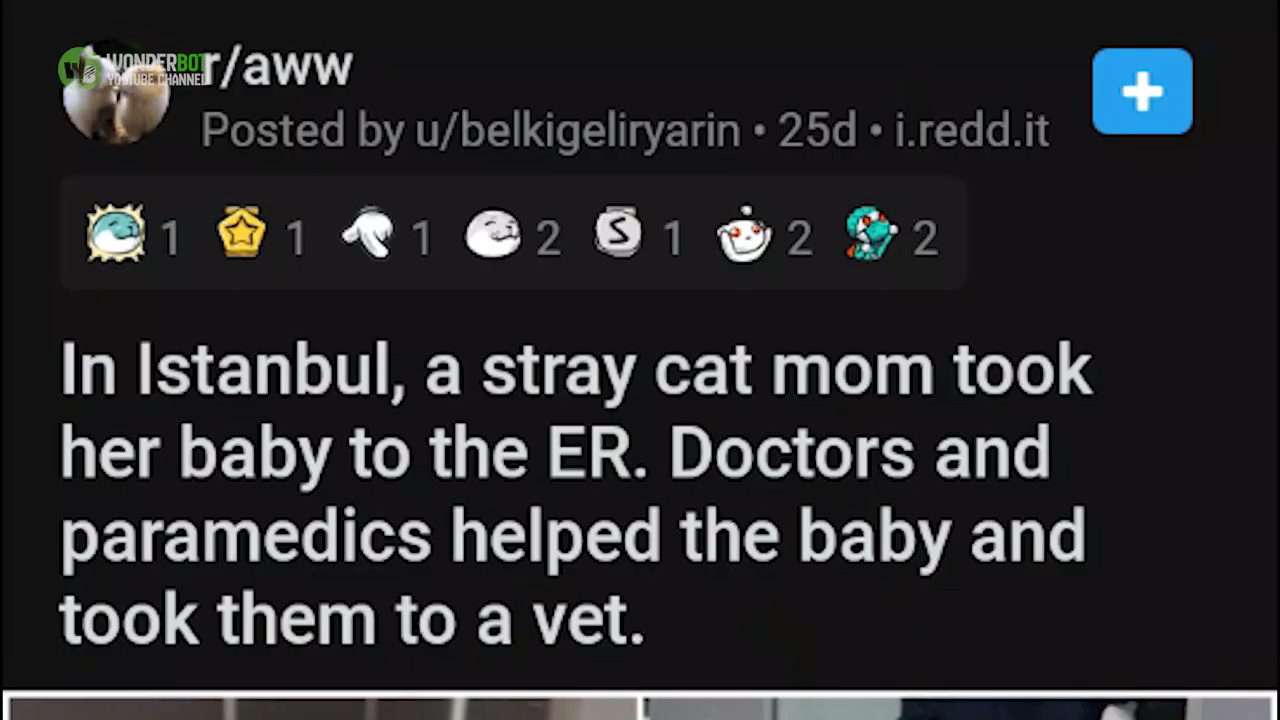 WONDERBOT
YOUTUBE CHANNEL
r/aww
Posted by u/belkigeliryarin • 25d • i.redd.it
1 1 1 2 S 1 2 2
In Istanbul, a stray cat mom took
her baby to the ER. Doctors and
paramedics helped the baby and
took them to a vet.